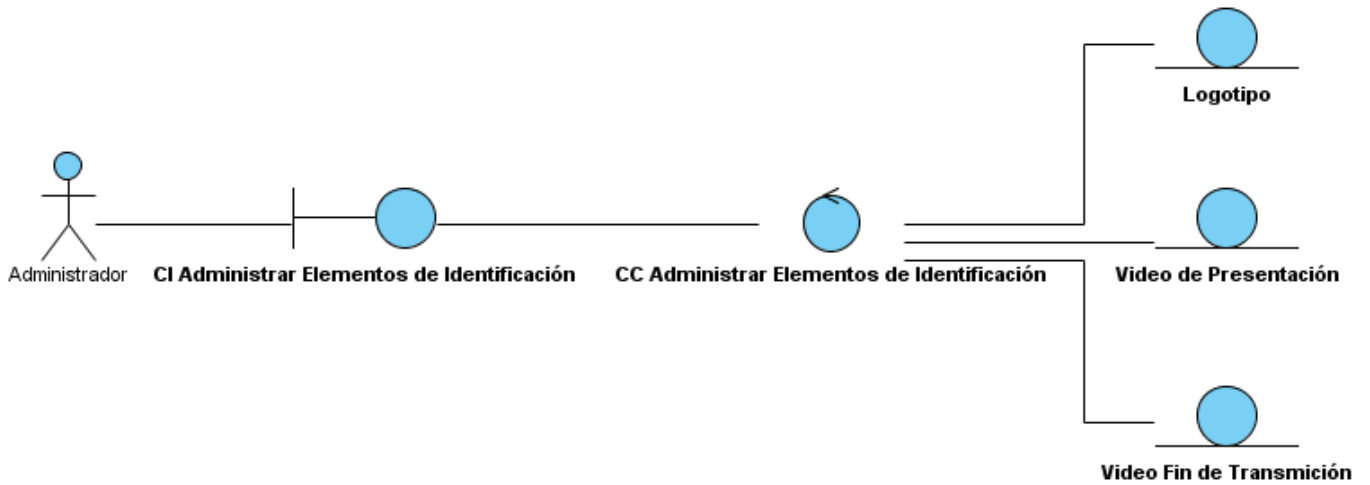 Logotipo
Administrador
CI Administrar Elementos de Identificación
CC Administrar Elementos de Identificación
Video de Presentación
Video Fin de Transmición